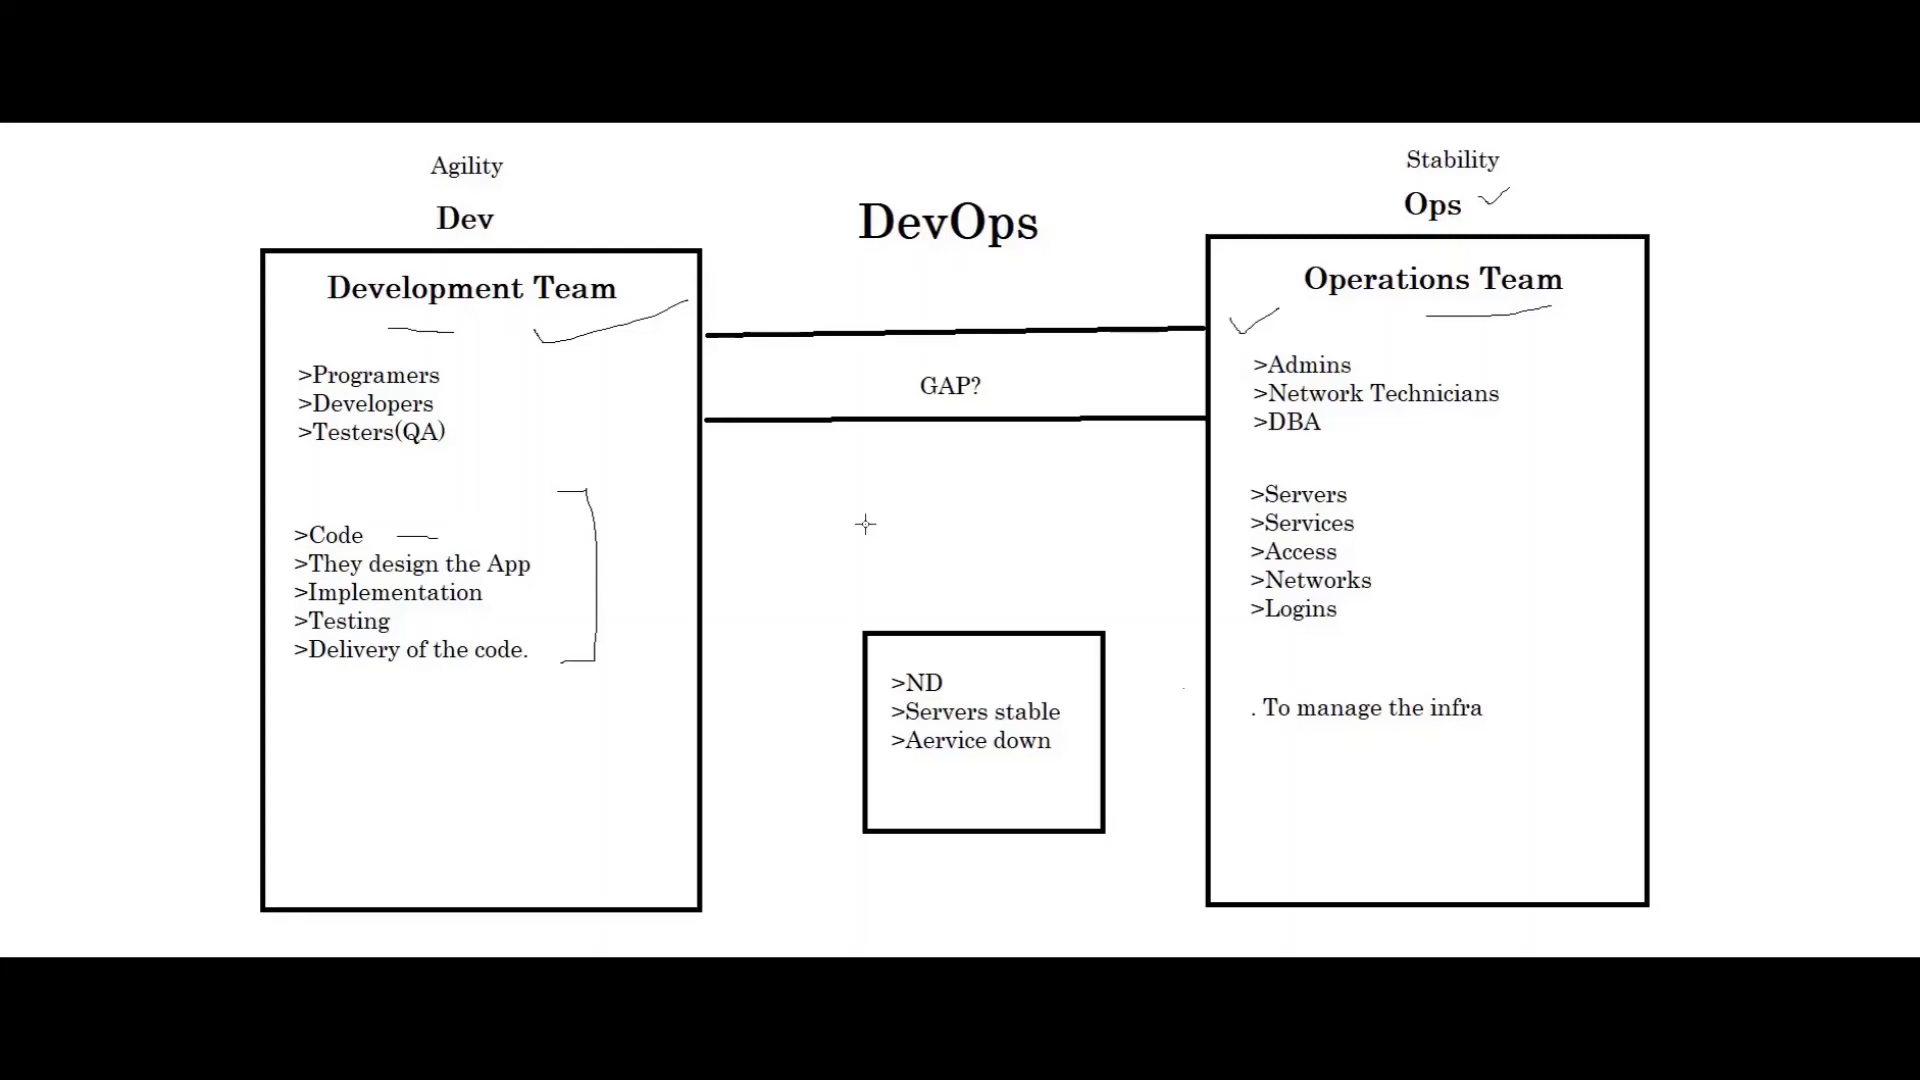 Agility
Dev
Development Team
>Programers
>Developers
>Testers(QA)
>Code
>They design the App
>Implementation
>Testing
>Delivery of the code.
DevOps
GAP?
>ND
>Servers stable
>Aervice down
Stability
Ops
Operations Team
>Admins
>Network Technicians
>DBA
>Servers
>Services
>Access
>Networks
>Logins
. To manage the infra